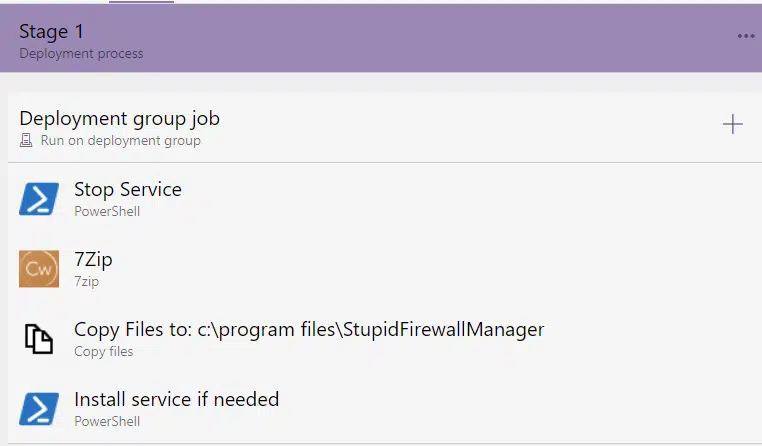 Stage 1
Deployment process
Deployment group job
Run on deployment group
Stop Service
PowerShell
Cw
7Zip
7zip
Copy Files to: c:\program files\StupidFirewallManager
Copy files
Install service if needed
PowerShell